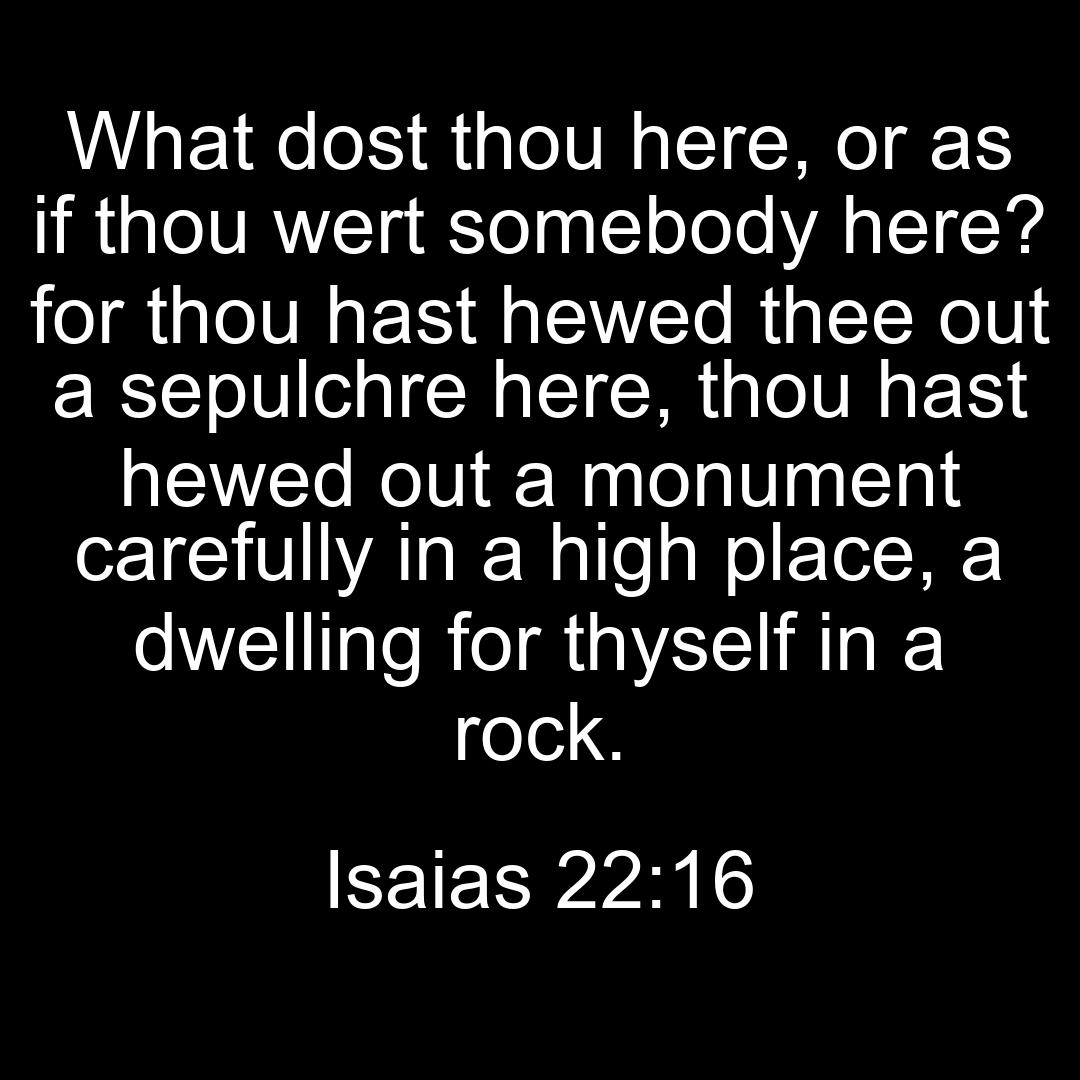 What dost thou here, or as
if thou wert somebody here?
for thou hast hewed thee out
a sepulchre here, thou hast
hewed out a monument
carefully in a high place, a
dwelling for thyself in a
rock.
Isaias 22:16